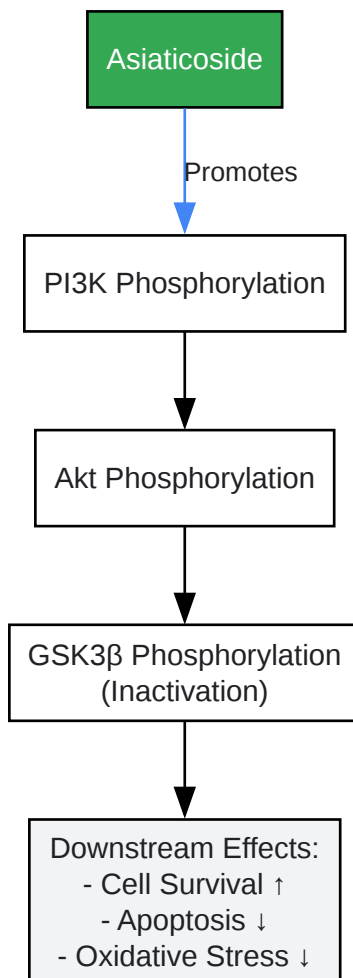 Asiaticoside
Promotes
PI3K Phosphorylation
Akt Phosphorylation
GSK3β Phosphorylation
(Inactivation)
Downstream Effects:
- Cell Survival ↑
- Apoptosis ↓
- Oxidative Stress ↓